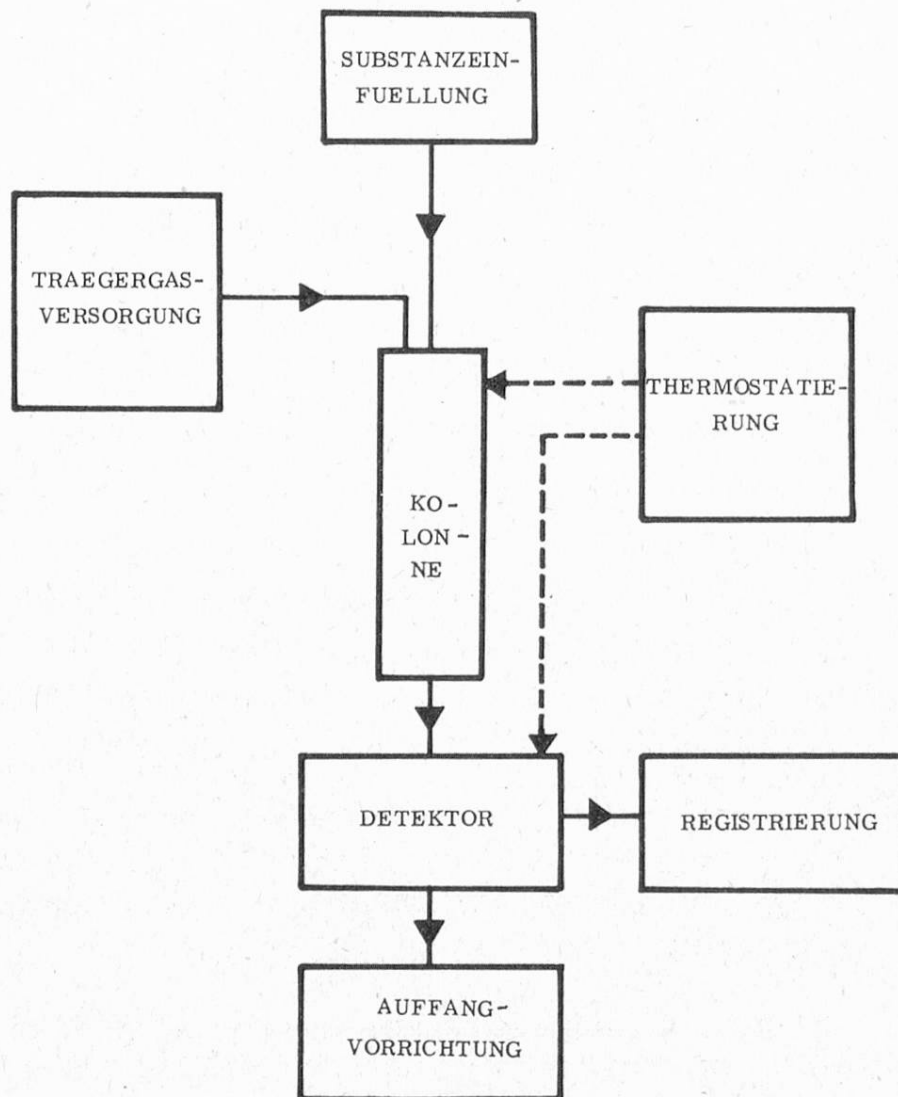 SUBSTANZEIN-
FUELLUNG
TRAEGERGAS-
VERSORGUNG
THERMOSTATIE-
RUNG
KO-
LON-
NE
DETEKTOR
REGISTRIERUNG
AUFFANG-
VORRICHTUNG